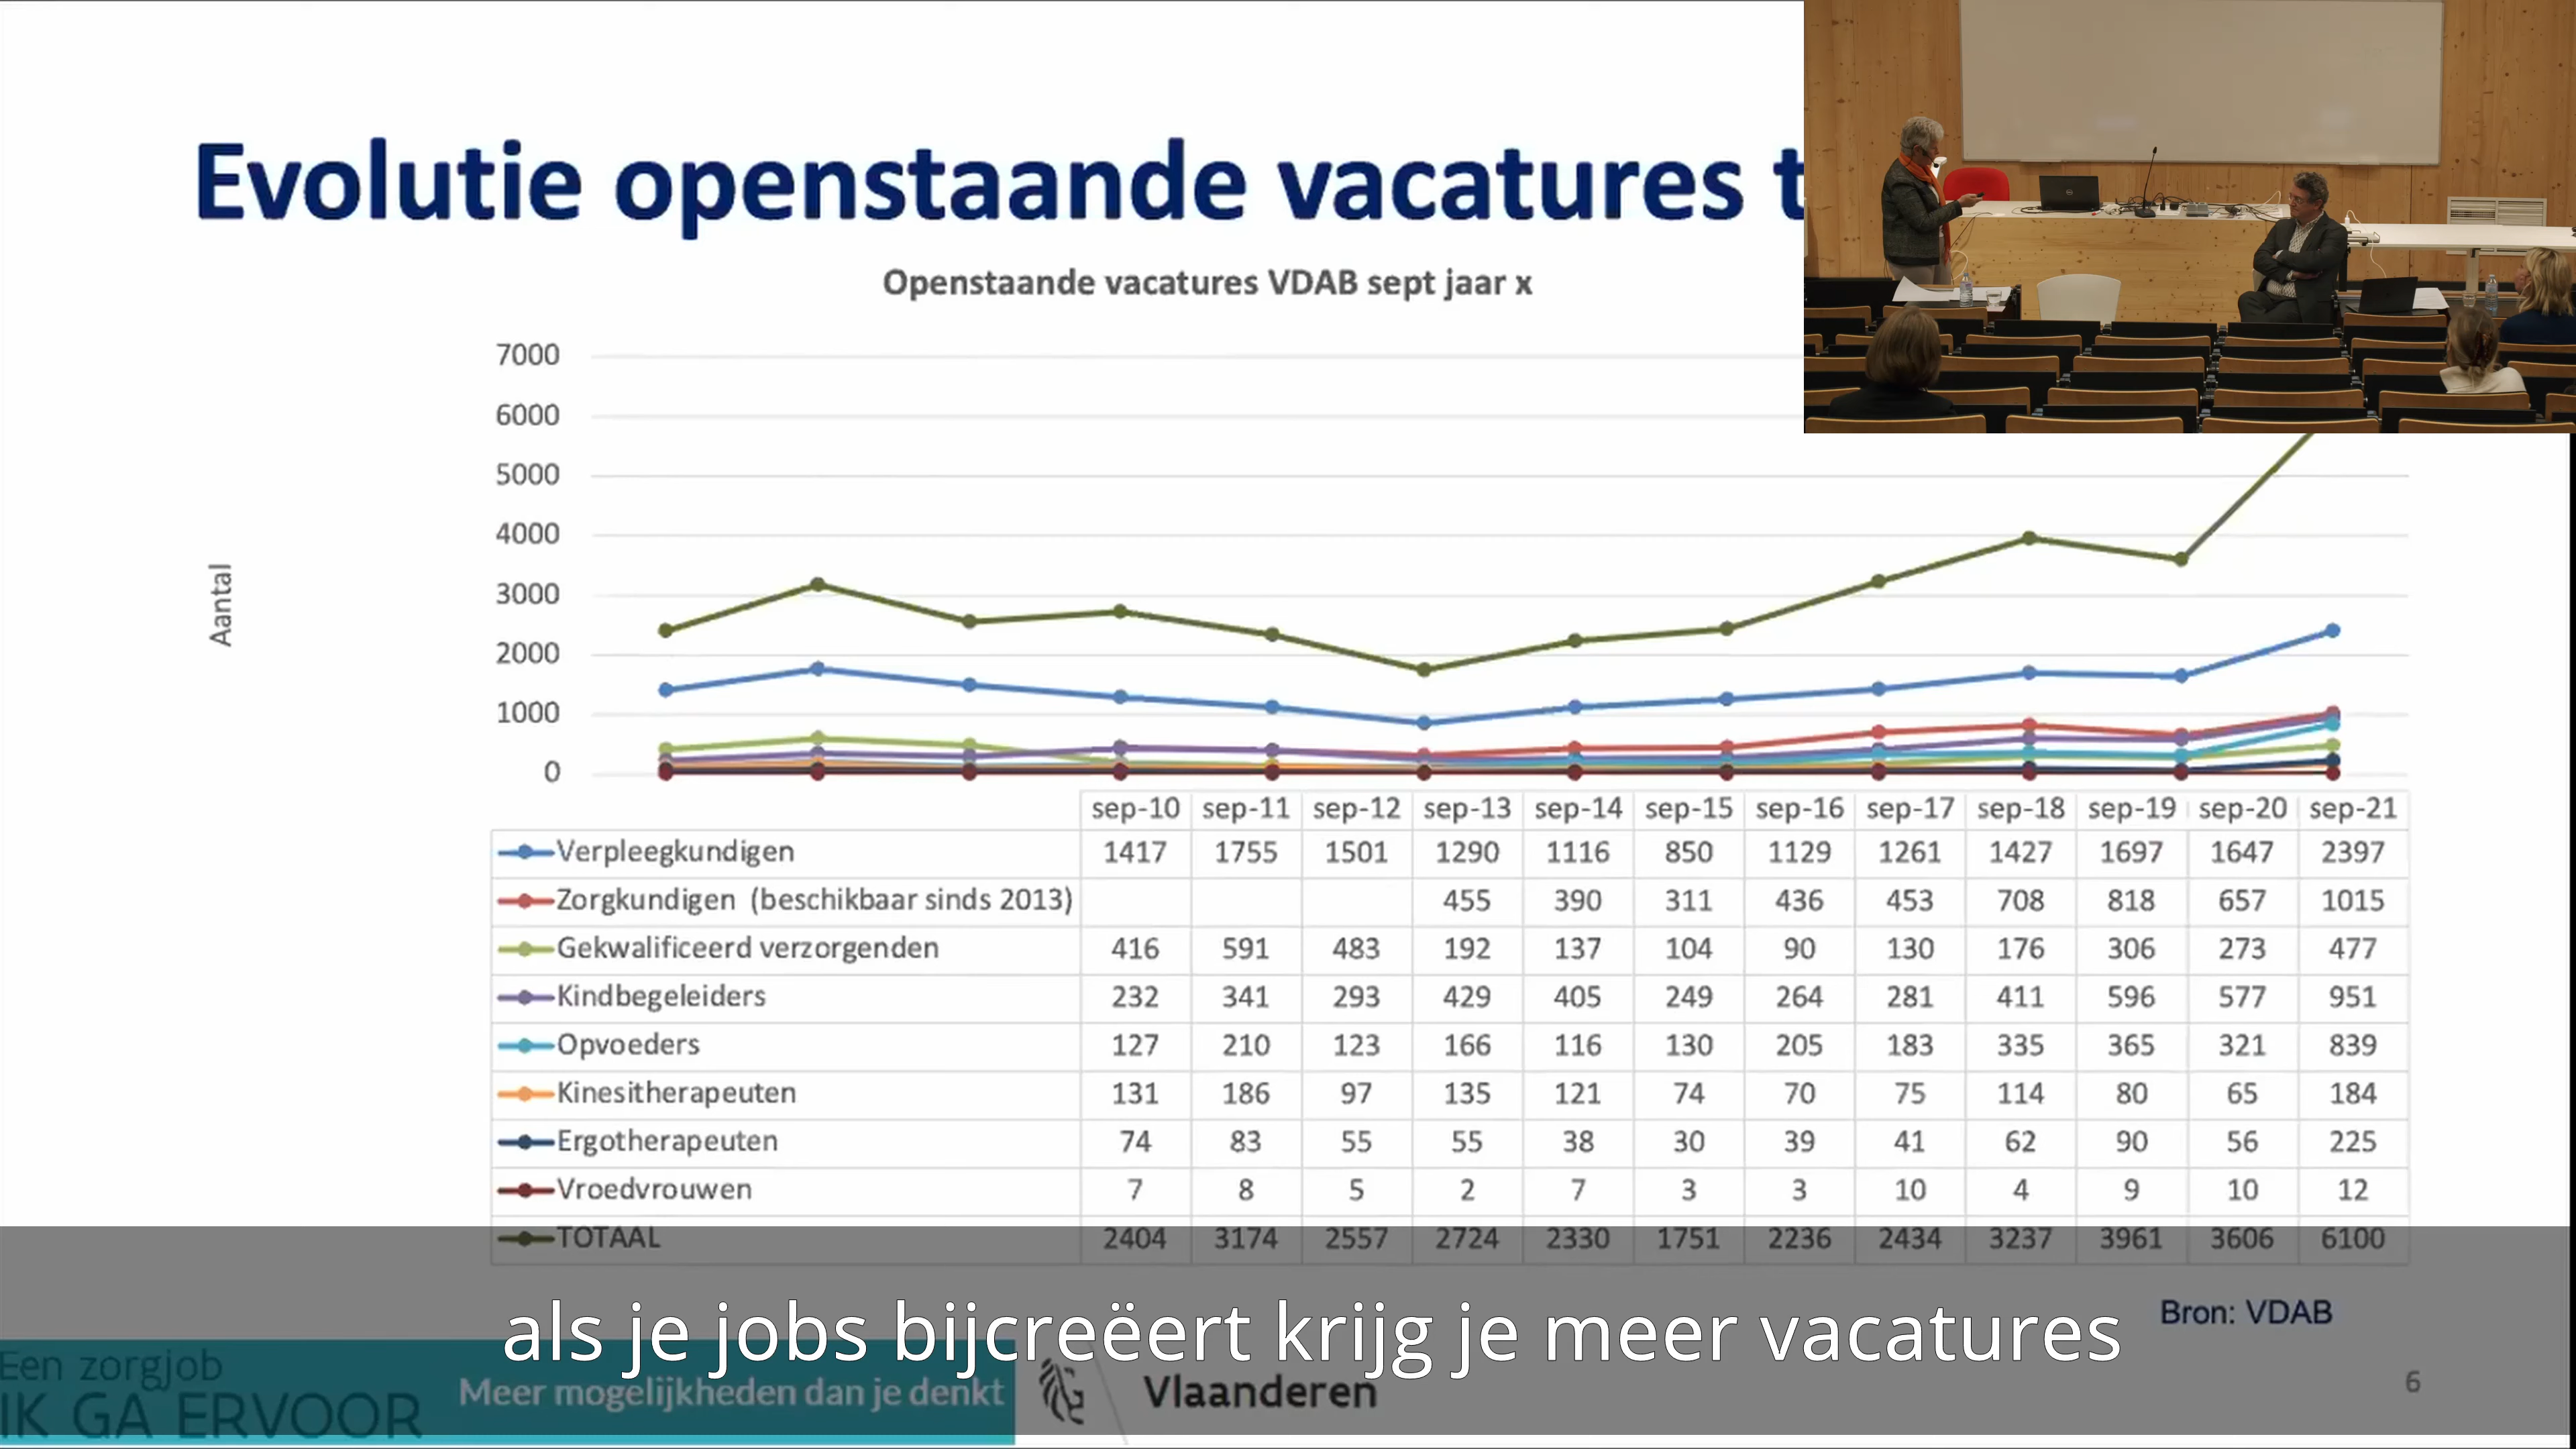 Evolutie openstaande vacatures t
Openstaande vacatures VDAB sept jaar x
7000
6000
5000
4000
3000
2000
1000
0
Aantal
sep-10 sep-11 sep-12 sep-13 sep-14 sep-15 sep-16 sep-17 sep-18 sep-19 sep-20 sep-21
Verpleegkundigen 1417 1755 1501 1290 1116 850 1129 1261 1427 1697 1647 2397
Zorgkundigen (beschikbaar sinds 2013) 455 390 311 436 453 708 818 657 1015
Gekwalificeerd verzorgenden 416 591 483 192 137 104 90 130 176 306 273 477
Kindbegeleiders 232 341 293 429 405 249 264 281 411 596 577 951
Opvoeders 127 210 123 166 116 130 205 183 335 365 321 839
Kinesitherapeuten 131 186 97 135 121 74 70 75 114 80 65 184
Ergotherapeuten 74 83 55 55 38 30 39 41 62 90 56 225
Vroedvrouwen 7 8 5 2 7 3 3 10 4 9 10 12
TOTAAL 2404 3174 2557 2724 2330 1751 2236 2434 3237 3961 3606 6100
Bron: VDAB
als je jobs bijcreëert krijg je meer vacatures
Een zorgjob
IK GA ERVOOR
Meer mogelijkheden dan je denkt
Vlaanderen
6